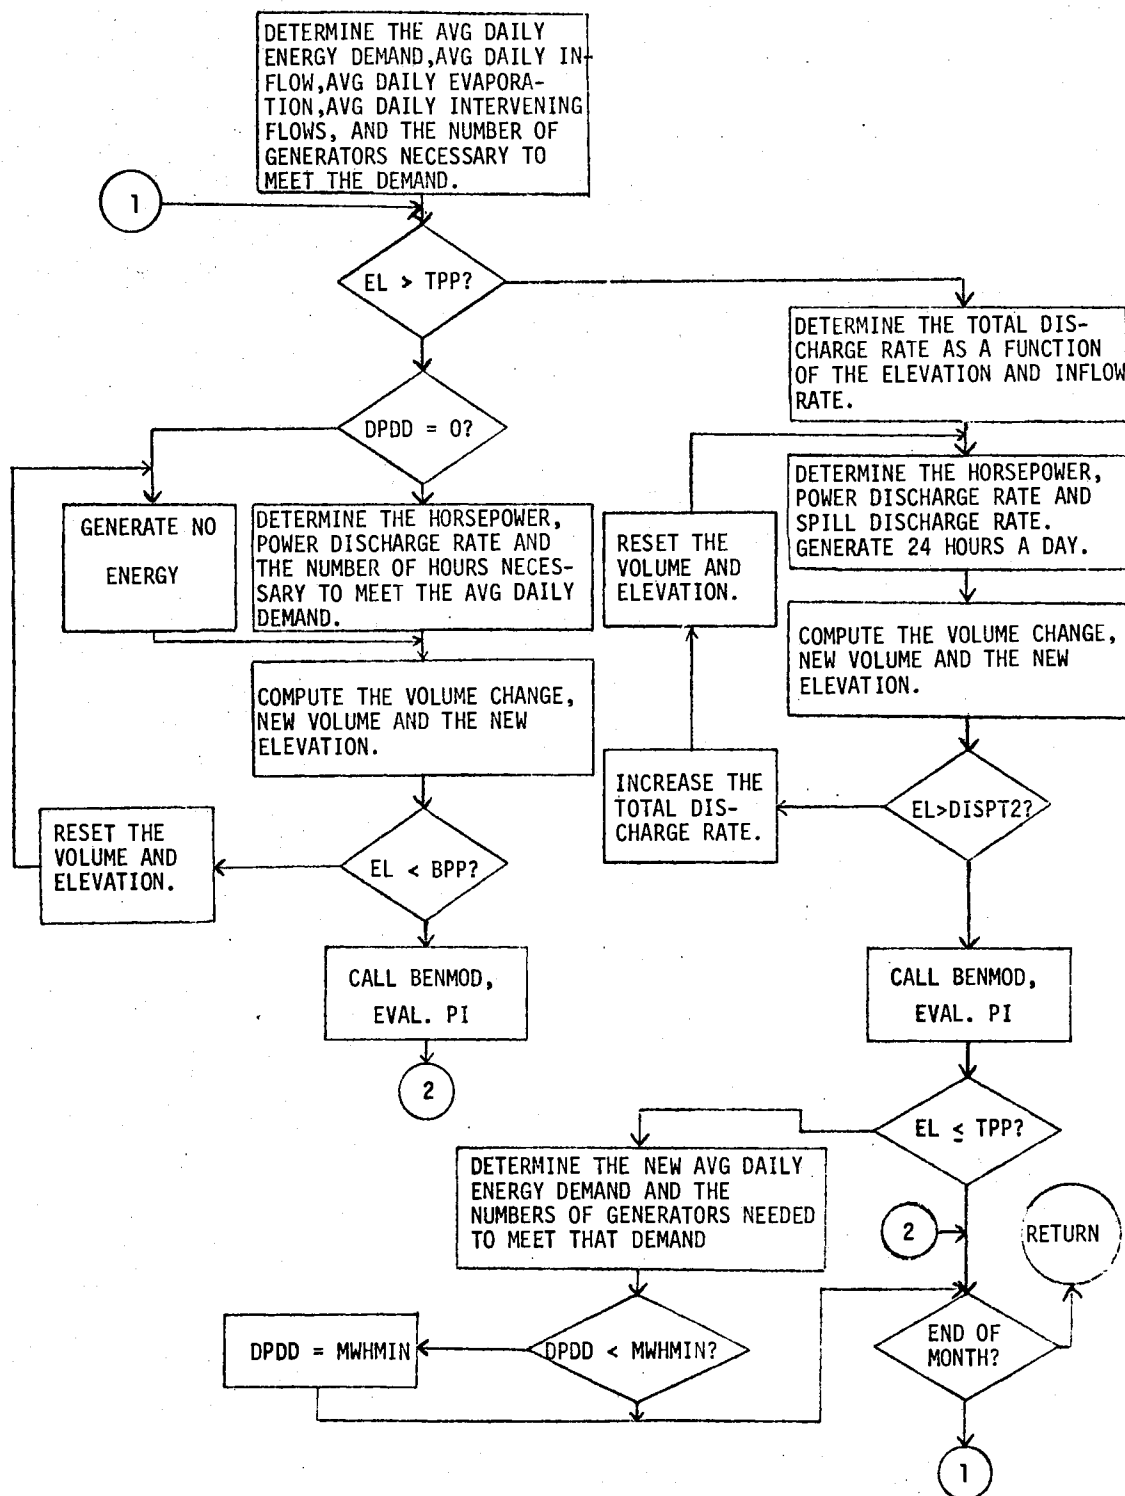 DETERMINE THE AVG DAILY
ENERGY DEMAND,AVG DAILY IN-
FLOW,AVG DAILY EVAPORA-
TION,AVG DAILY INTERVENING
FLOWS, AND THE NUMBER OF
GENERATORS NECESSARY TO
MEET THE DEMAND.
1
EL > TPP?
DETERMINE THE TOTAL DIS-
CHARGE RATE AS A FUNCTION
OF THE ELEVATION AND INFLOW
RATE.
DPDD = 0?
GENERATE NO
ENERGY
DETERMINE THE HORSEPOWER,
POWER DISCHARGE RATE AND
THE NUMBER OF HOURS NECES-
SARY TO MEET THE AVG DAILY
DEMAND.
RESET THE
VOLUME AND
ELEVATION.
DETERMINE THE HORSEPOWER,
POWER DISCHARGE RATE AND
SPILL DISCHARGE RATE.
GENERATE 24 HOURS A DAY.
COMPUTE THE VOLUME CHANGE,
NEW VOLUME AND THE NEW
ELEVATION.
COMPUTE THE VOLUME CHANGE,
NEW VOLUME AND THE NEW
ELEVATION.
INCREASE THE
TOTAL DIS-
CHARGE RATE.
EL>DISPT2?
RESET THE
VOLUME AND
ELEVATION.
EL < BPP?
CALL BENMOD,
EVAL. PI
CALL BENMOD,
EVAL. PI
2
EL ≤ TPP?
DETERMINE THE NEW AVG DAILY
ENERGY DEMAND AND THE
NUMBERS OF GENERATORS NEEDED
TO MEET THAT DEMAND
2
RETURN
DPDD = MWHMIN
DPDD < MWHMIN?
END OF
MONTH?
1